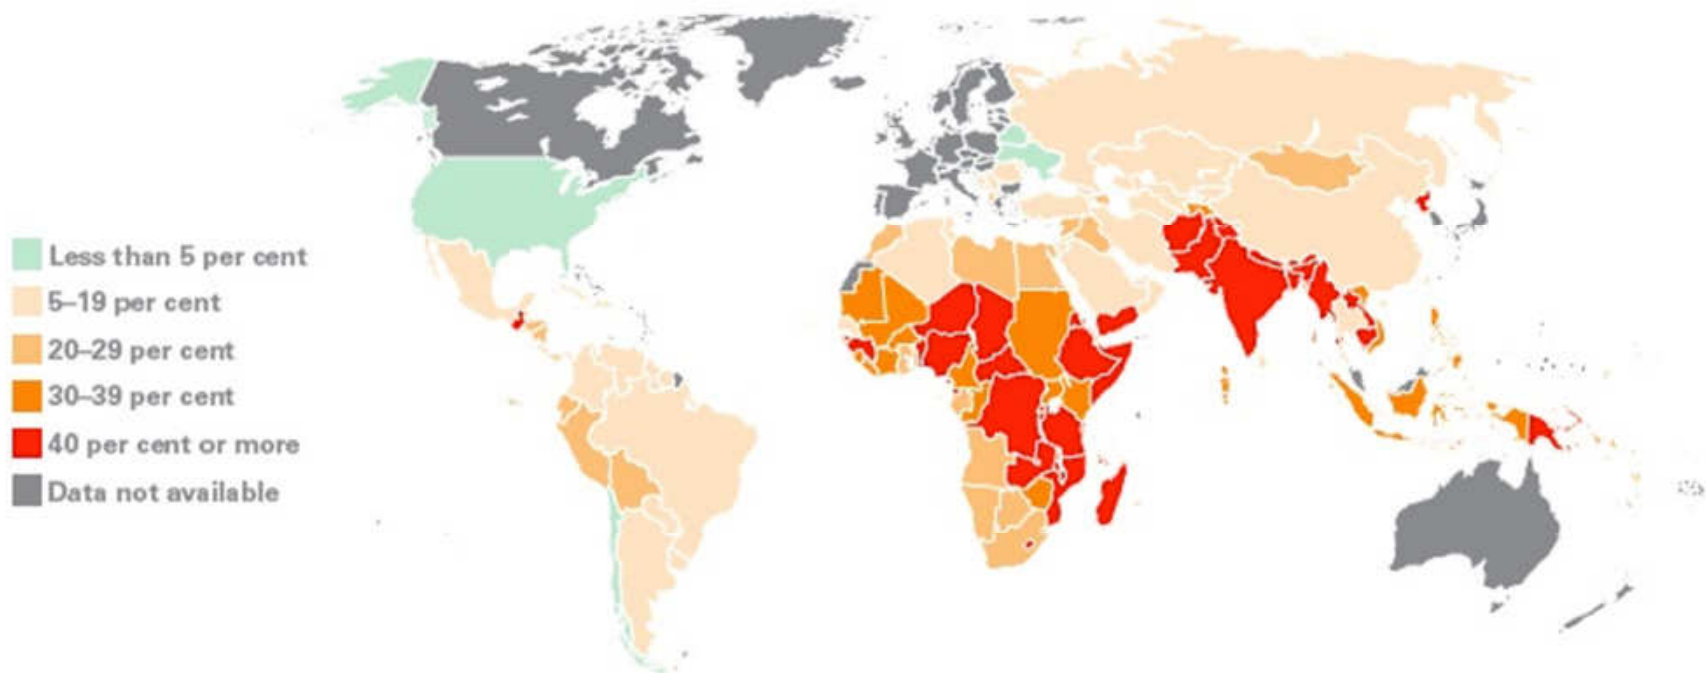 Less than 5 per cent
5–19 per cent
20–29 per cent
30–39 per cent
40 per cent or more
Data not available